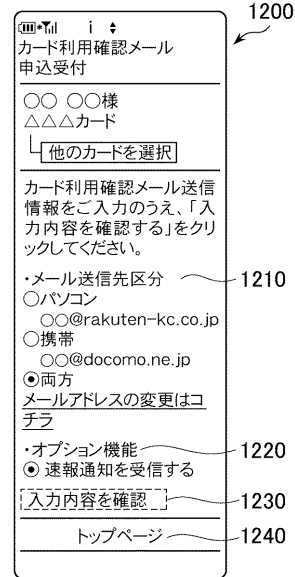 1200
i
カード利用確認メール
申込受付
○○ ○○様
△△△カード
他のカードを選択
カード利用確認メール送信
情報をご入力のうえ、「入
力内容を確認する」をクリ
ックしてください。
・メール送信先区分 1210
○パソコン
○○@rakuten-kc.co.jp
○携帯
○○@docomo.ne.jp
◉両方
メールアドレスの変更はコ
チラ
・オプション機能 1220
◉ 速報通知を受信する
入力内容を確認 1230
トップページ 1240